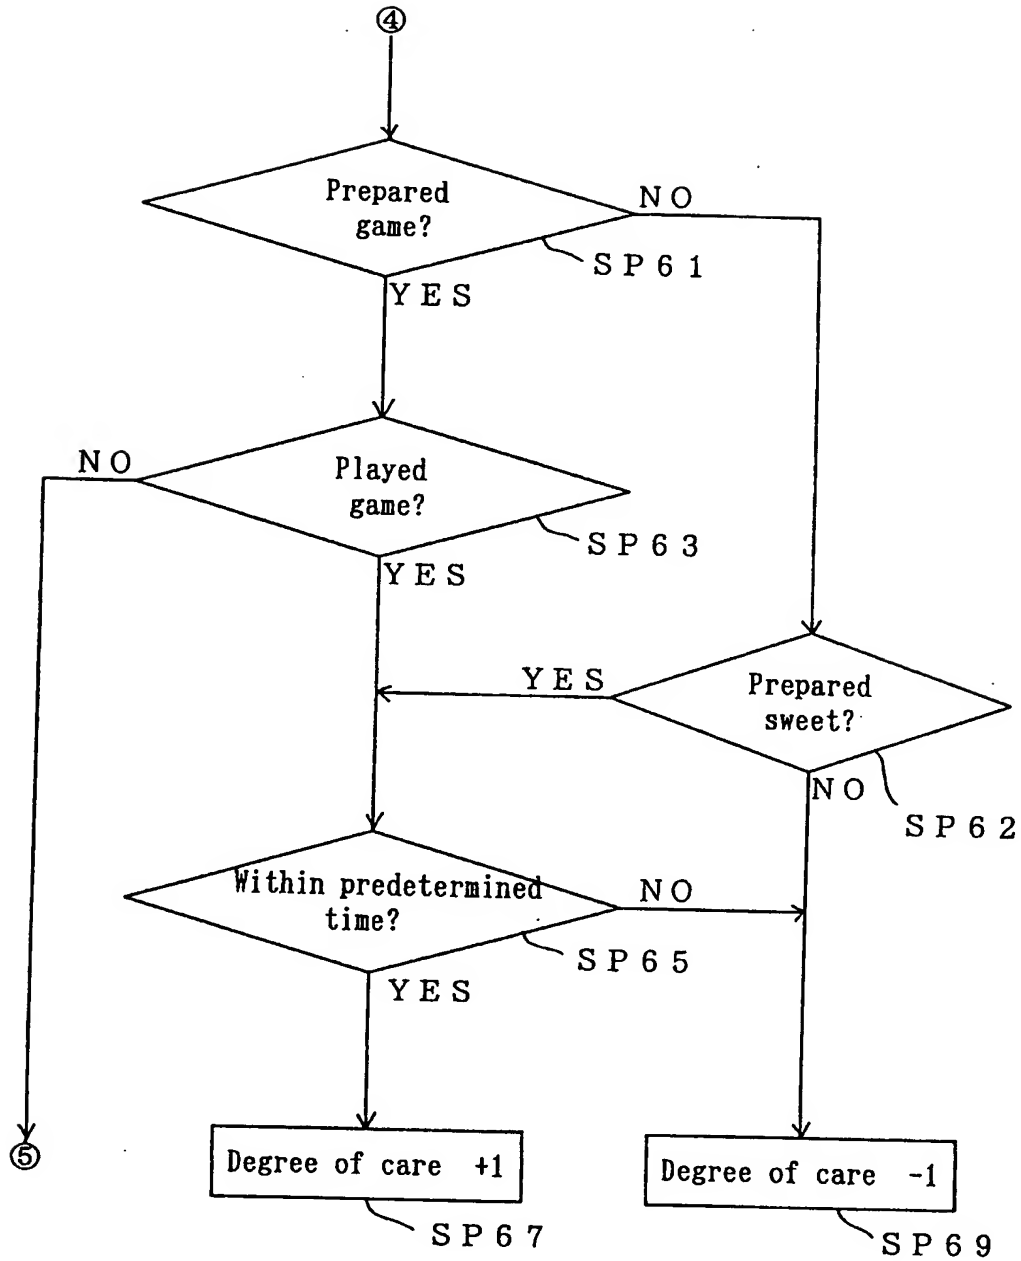 ④
Prepared
game?
NO
SP61
YES
NO
Played
game?
SP63
YES
YES
Prepared
sweet?
NO
SP62
Within predetermined
time?
NO
SP65
YES
⑤
Degree of care +1
Degree of care -1
SP67
SP69